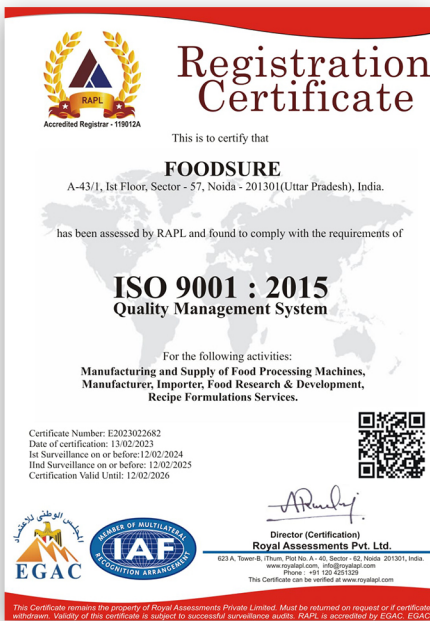 RAPL
Accredited Registrar - 119012A
Registration
Certificate
This is to certify that
FOODSURE
A-43/1, Ist Floor, Sector - 57, Noida - 201301(Uttar Pradesh), India.
has been assessed by RAPL and found to comply with the requirements of
ISO 9001 : 2015
Quality Management System
For the following activities:
Manufacturing and Supply of Food Processing Machines,
Manufacturer, Importer, Food Research & Development,
Recipe Formulations Services.
Certificate Number: E2023022682
Date of certification: 13/02/2023
Ist Surveillance on or before:12/02/2024
IInd Surveillance on or before: 12/02/2025
Certification Valid Until: 12/02/2026
المجلس الوطني للاعتماد
EGAC
MEMBER OF MULTILATERAL
IAF
RECOGNITION ARRANGEMENT
Director (Certification)
Royal Assessments Pvt. Ltd.
623 A, Tower-B, iThum, Plot No. A - 40, Sector - 62, Noida 201301, India.
www.royalapl.com, info@royalapl.com
Phone : +91 120 4251329
This Certificate can be verified at www.royalapl.com
This Certificate remains the property of Royal Assessments Private Limited. Must be returned on request or if certificate
withdrawn. Validity of this certificate is subject to successful surveillance audits. RAPL is accredited by EGAC. EGAC